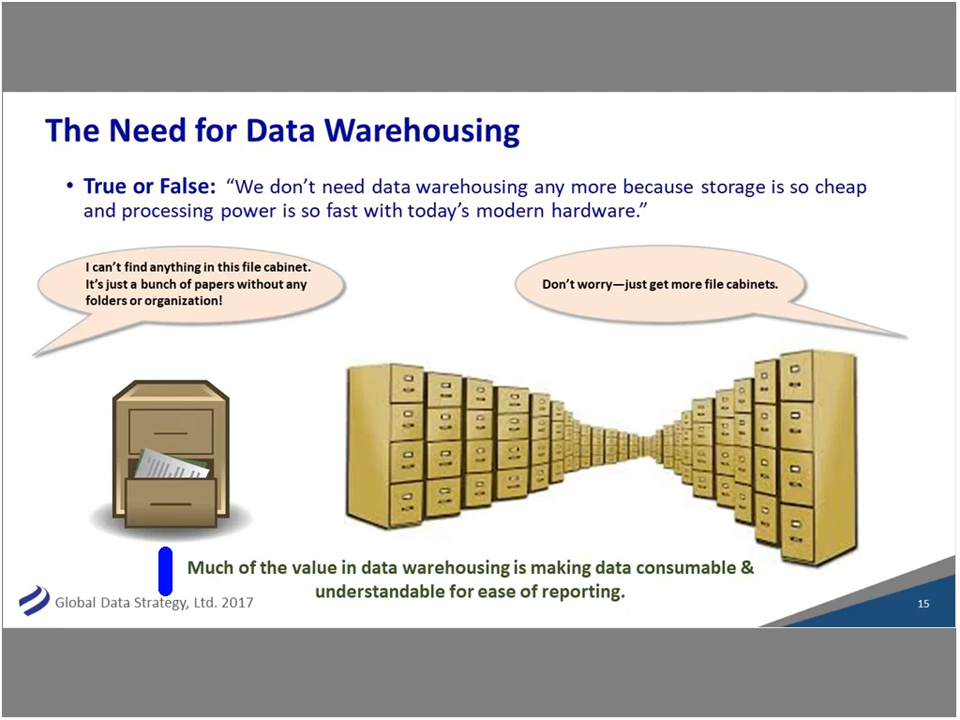 The Need for Data Warehousing
• True or False: “We don’t need data warehousing any more because storage is so cheap
and processing power is so fast with today’s modern hardware.”
I can’t find anything in this file cabinet.
It’s just a bunch of papers without any
folders or organization!
Don’t worry—just get more file cabinets.
Much of the value in data warehousing is making data consumable &
understandable for ease of reporting.
Global Data Strategy, Ltd. 2017
15